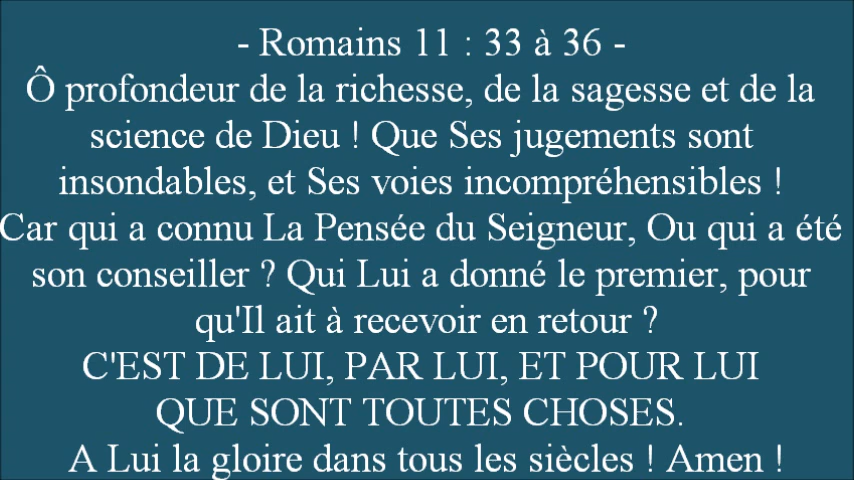 - Romains 11 : 33 à 36 -
Ô profondeur de la richesse, de la sagesse et de la
science de Dieu ! Que Ses jugements sont
insondables, et Ses voies incompréhensibles !
Car qui a connu La Pensée du Seigneur, Ou qui a été
son conseiller ? Qui Lui a donné le premier, pour
qu'Il ait à recevoir en retour ?
C'EST DE LUI, PAR LUI, ET POUR LUI
QUE SONT TOUTES CHOSES.
A Lui la gloire dans tous les siècles ! Amen !